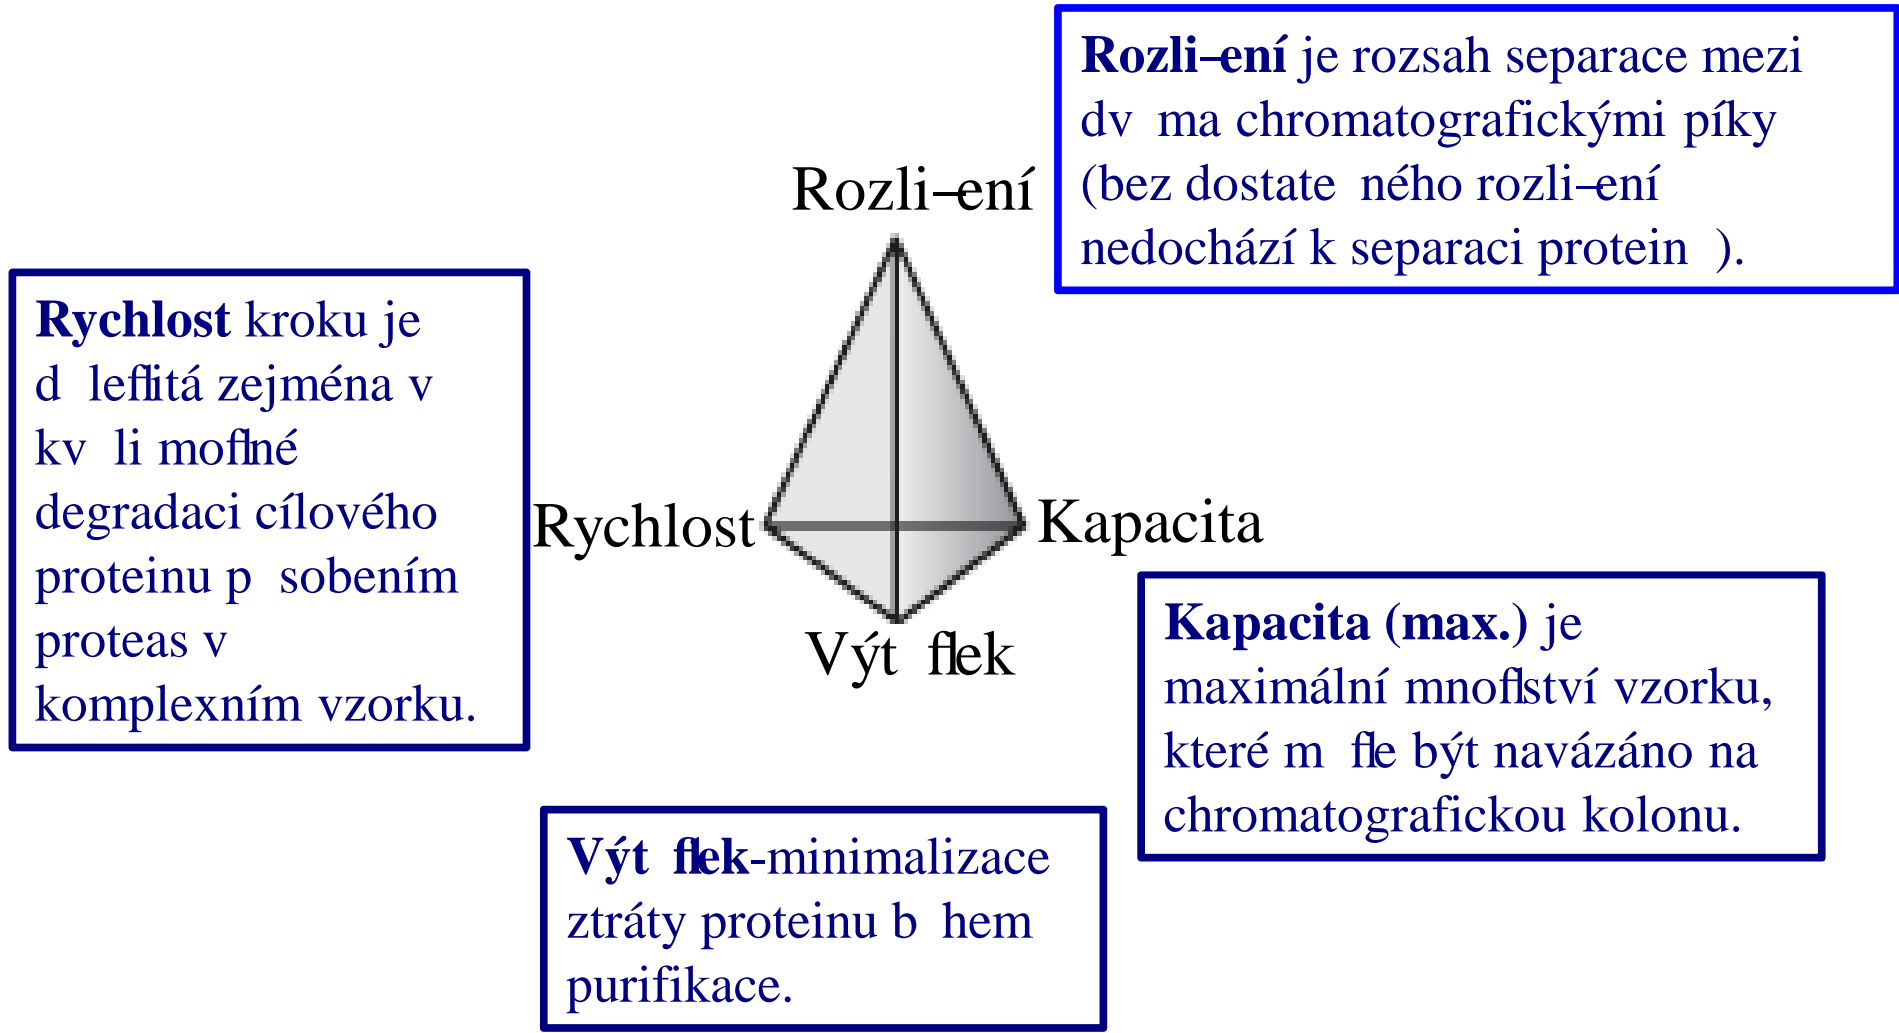 Rozli–ení je rozsah separace mezi
dv ma chromatografickými píky
(bez dostate ného rozli–ení
nedochází k separaci protein ).
Rozli–ení
Rychlost kroku je
d leflitá zejména v
kv li moflné
degradaci cílového
proteinu p sobením
proteas v
komplexním vzorku.
Rychlost
Kapacita
Výt flek
Kapacita (max.) je
maximální mnoflství vzorku,
které m fle být navázáno na
chromatografickou kolonu.
Výt flek-minimalizace
ztráty proteinu b hem
purifikace.